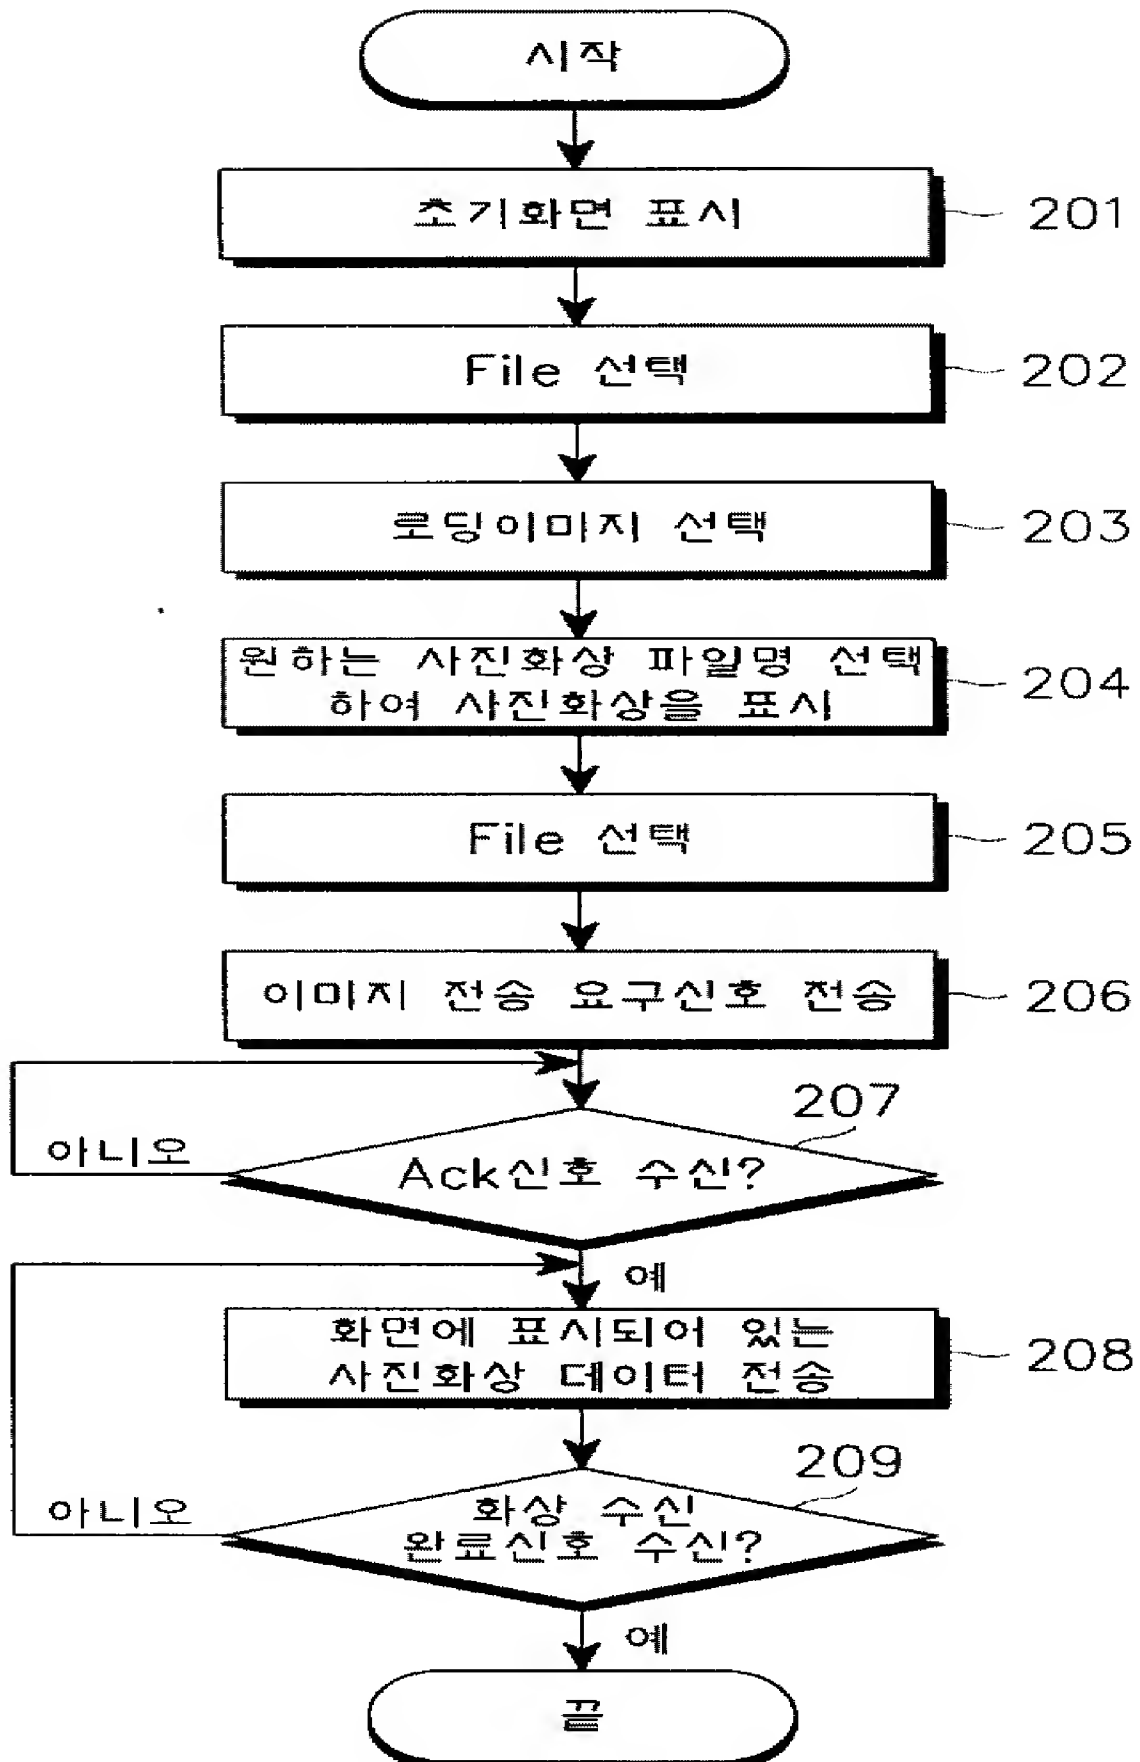 시작
초기화면 표시
201
File 선택
202
로딩이마지 선택
203
원하는 사진화상 파일명 선택
하여 사진화상을 표시
204
File 선택
205
이마지 전송 요구신호 전송
206
207
아니오
Ack신호 수신?
예
화면에 표시되어 있는
사진화상 데이터 전송
208
209
아니오
화상 수신
완료신호 수신?
예
끝